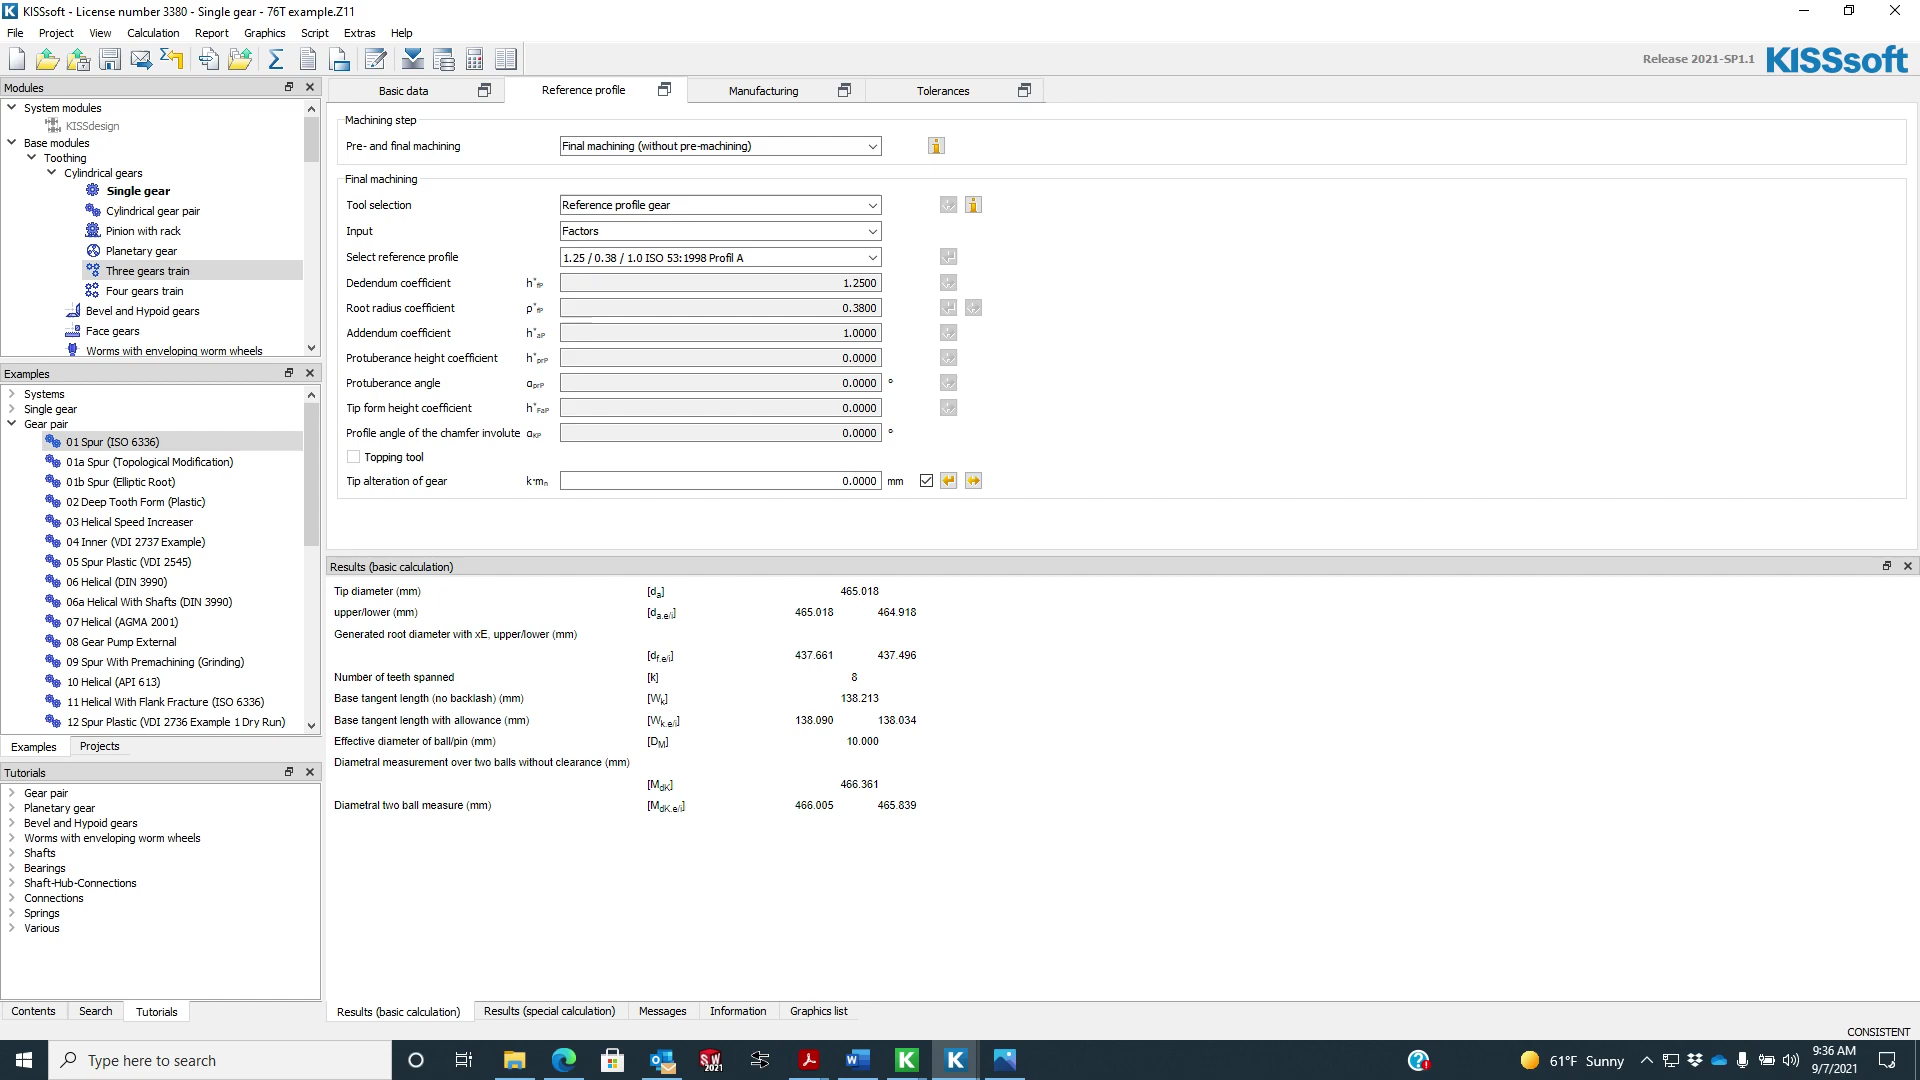 KISSsoft - License number 3380 - Single gear - 76T example.Z11
File Project View Calculation Report Graphics Script Extras Help
Release 2021-SP1.1 KISSsoft
Modules
System modules
KISSdesign
Base modules
Toothing
Cylindrical gears
Single gear
Cylindrical gear pair
Pinion with rack
Planetary gear
Three gears train
Four gears train
Bevel and Hypoid gears
Face gears
Worms with enveloping worm wheels
Examples
Systems
Single gear
Gear pair
01 Spur (ISO 6336)
01a Spur (Topological Modification)
01b Spur (Elliptic Root)
02 Deep Tooth Form (Plastic)
03 Helical Speed Increaser
04 Inner (VDI 2737 Example)
05 Spur Plastic (VDI 2545)
06 Helical (DIN 3990)
06a Helical With Shafts (DIN 3990)
07 Helical (AGMA 2001)
08 Gear Pump External
09 Spur With Premachining (Grinding)
10 Helical (API 613)
11 Helical With Flank Fracture (ISO 6336)
12 Spur Plastic (VDI 2736 Example 1 Dry Run)
Examples Projects
Tutorials
Gear pair
Planetary gear
Bevel and Hypoid gears
Worms with enveloping worm wheels
Shafts
Bearings
Shaft-Hub-Connections
Connections
Springs
Various
Contents Search Tutorials
Basic data Reference profile Manufacturing Tolerances
Machining step
Pre- and final machining Final machining (without pre-machining)
Final machining
Tool selection Reference profile gear
Input Factors
Select reference profile 1.25 / 0.38 / 1.0 ISO 53:1998 Profil A
Dedendum coefficient h*fP 1.2500
Root radius coefficient ρ*fP 0.3800
Addendum coefficient h*aP 1.0000
Protuberance height coefficient h*prP 0.0000
Protuberance angle αprP 0.0000 °
Tip form height coefficient h*FaP 0.0000
Profile angle of the chamfer involute αKP 0.0000 °
Topping tool
Tip alteration of gear k·mn 0.0000 mm
Results (basic calculation)
Tip diameter (mm) [da] 465.018
upper/lower (mm) [da.e/i] 465.018 464.918
Generated root diameter with xE, upper/lower (mm)
[df.e/i] 437.661 437.496
Number of teeth spanned [k] 8
Base tangent length (no backlash) (mm) [Wk] 138.213
Base tangent length with allowance (mm) [Wk.e/i] 138.090 138.034
Effective diameter of ball/pin (mm) [DM] 10.000
Diametral measurement over two balls without clearance (mm)
[MdK] 466.361
Diametral two ball measure (mm) [MdK.e/i] 466.005 465.839
Results (basic calculation) Results (special calculation) Messages Information Graphics list
CONSISTENT
Type here to search
SW 2021
61°F Sunny
9:36 AM
9/7/2021